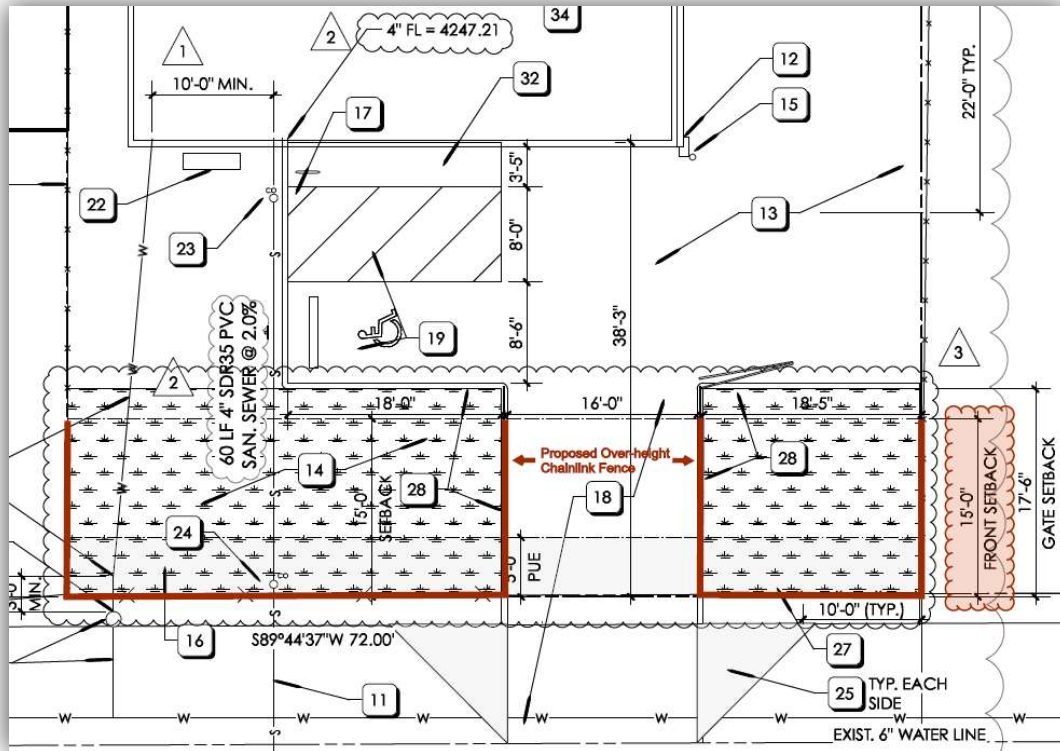 34
4" FL = 4247.21
2
1
12
10'-0" MIN.
32
15
17
22'-0" TYP.
3'-5"
22
8'-0"
13
23
W
S
60 LF 4" SDR35 PVC
SAN. SEWER @ 2.0%
8'-6"
38'-3"
19
3
2
W
S
18'-0"
16'-0"
18'-5"
Proposed Over-height
Chainlink Fence
14
28
28
15'-0"
SETBACK
18
15'-0"
FRONT SETBACK
17'-6"
GATE SETBACK
W
S
24
5'-0"
PUE
MIN.
10'-0" (TYP.)
16
S89°44'37"W 72.00'
S
27
11
25
TYP. EACH
SIDE
W W W W W W W W
EXIST. 6" WATER LINE
S